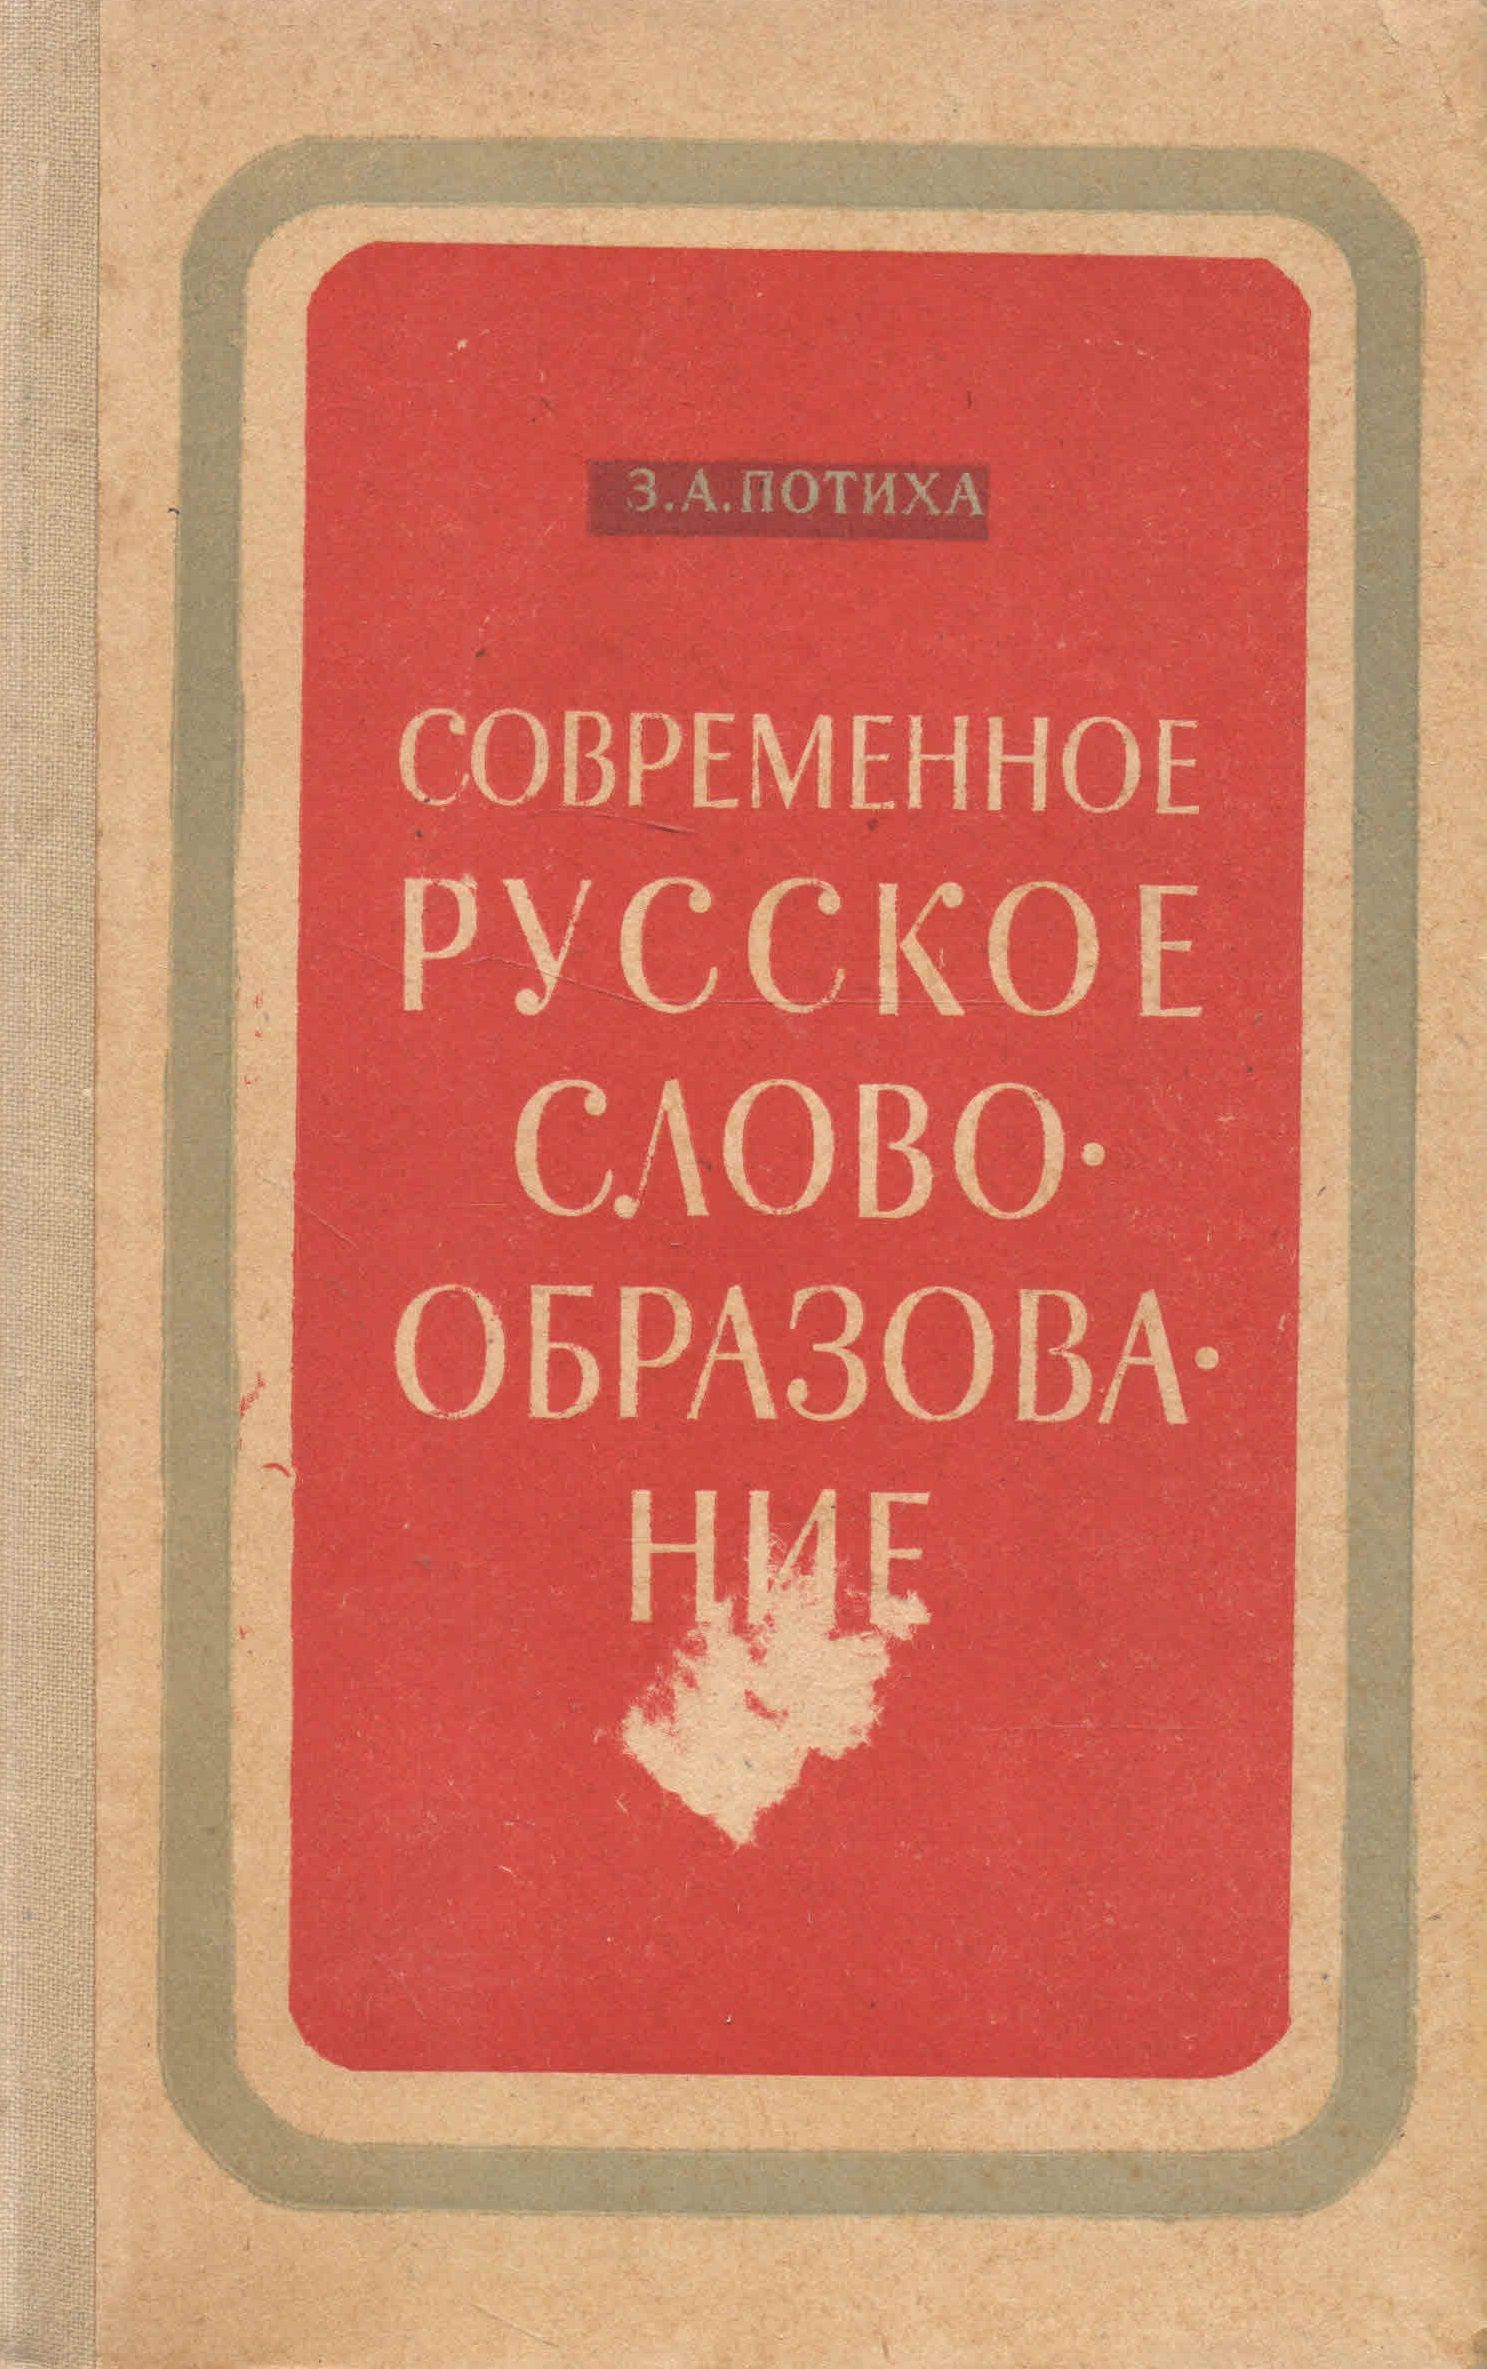 З.А.ПОТИХА
СОВРЕМЕННОЕ
РУССКОЕ
СЛОВО·
ОБРАЗОВА·
НИЕ